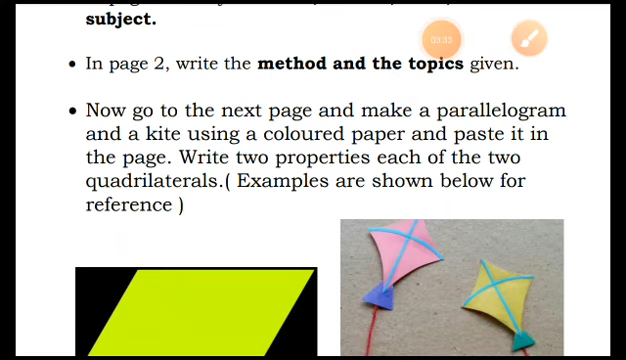 subject.
• In page 2, write the method and the topics given.
• Now go to the next page and make a parallelogram
and a kite using a coloured paper and paste it in
the page. Write two properties each of the two
quadrilaterals.( Examples are shown below for
reference )